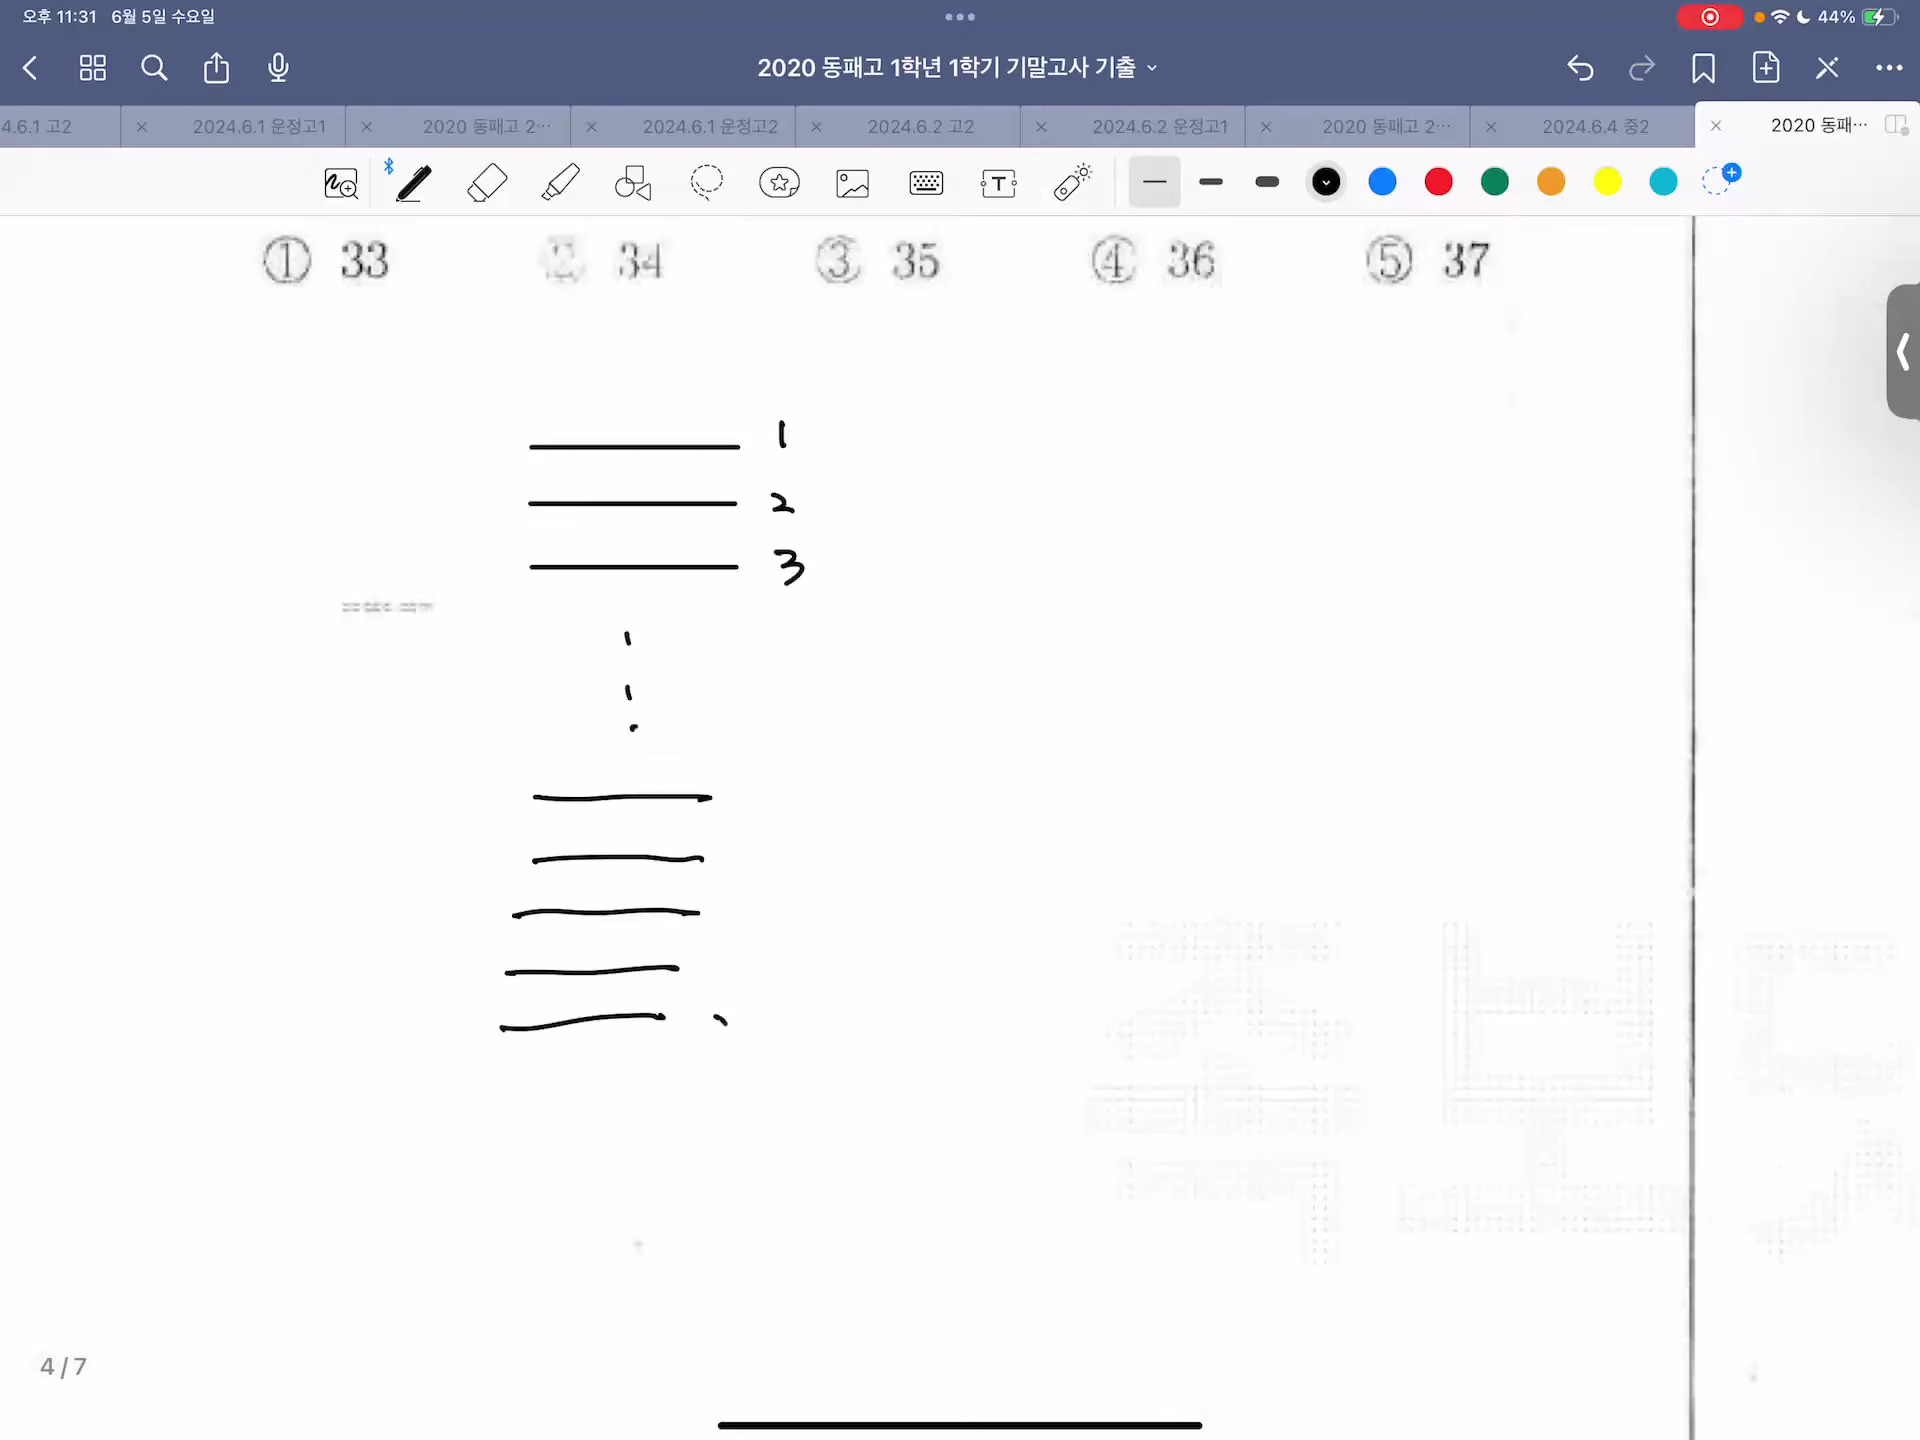 오후 11:31 6월 5일 수요일
44%
2020 동패고 1학년 1학기 기말고사 기출
4.6.1 고2
2024.6.1 운정고1
2020 동패고 2…
2024.6.1 운정고2
2024.6.2 고2
2024.6.2 운정고1
2020 동패고 2…
2024.6.4 중2
2020 동패…
T
① 33 ② 34 ③ 35 ④ 36 ⑤ 37
1
2
3
4 / 7